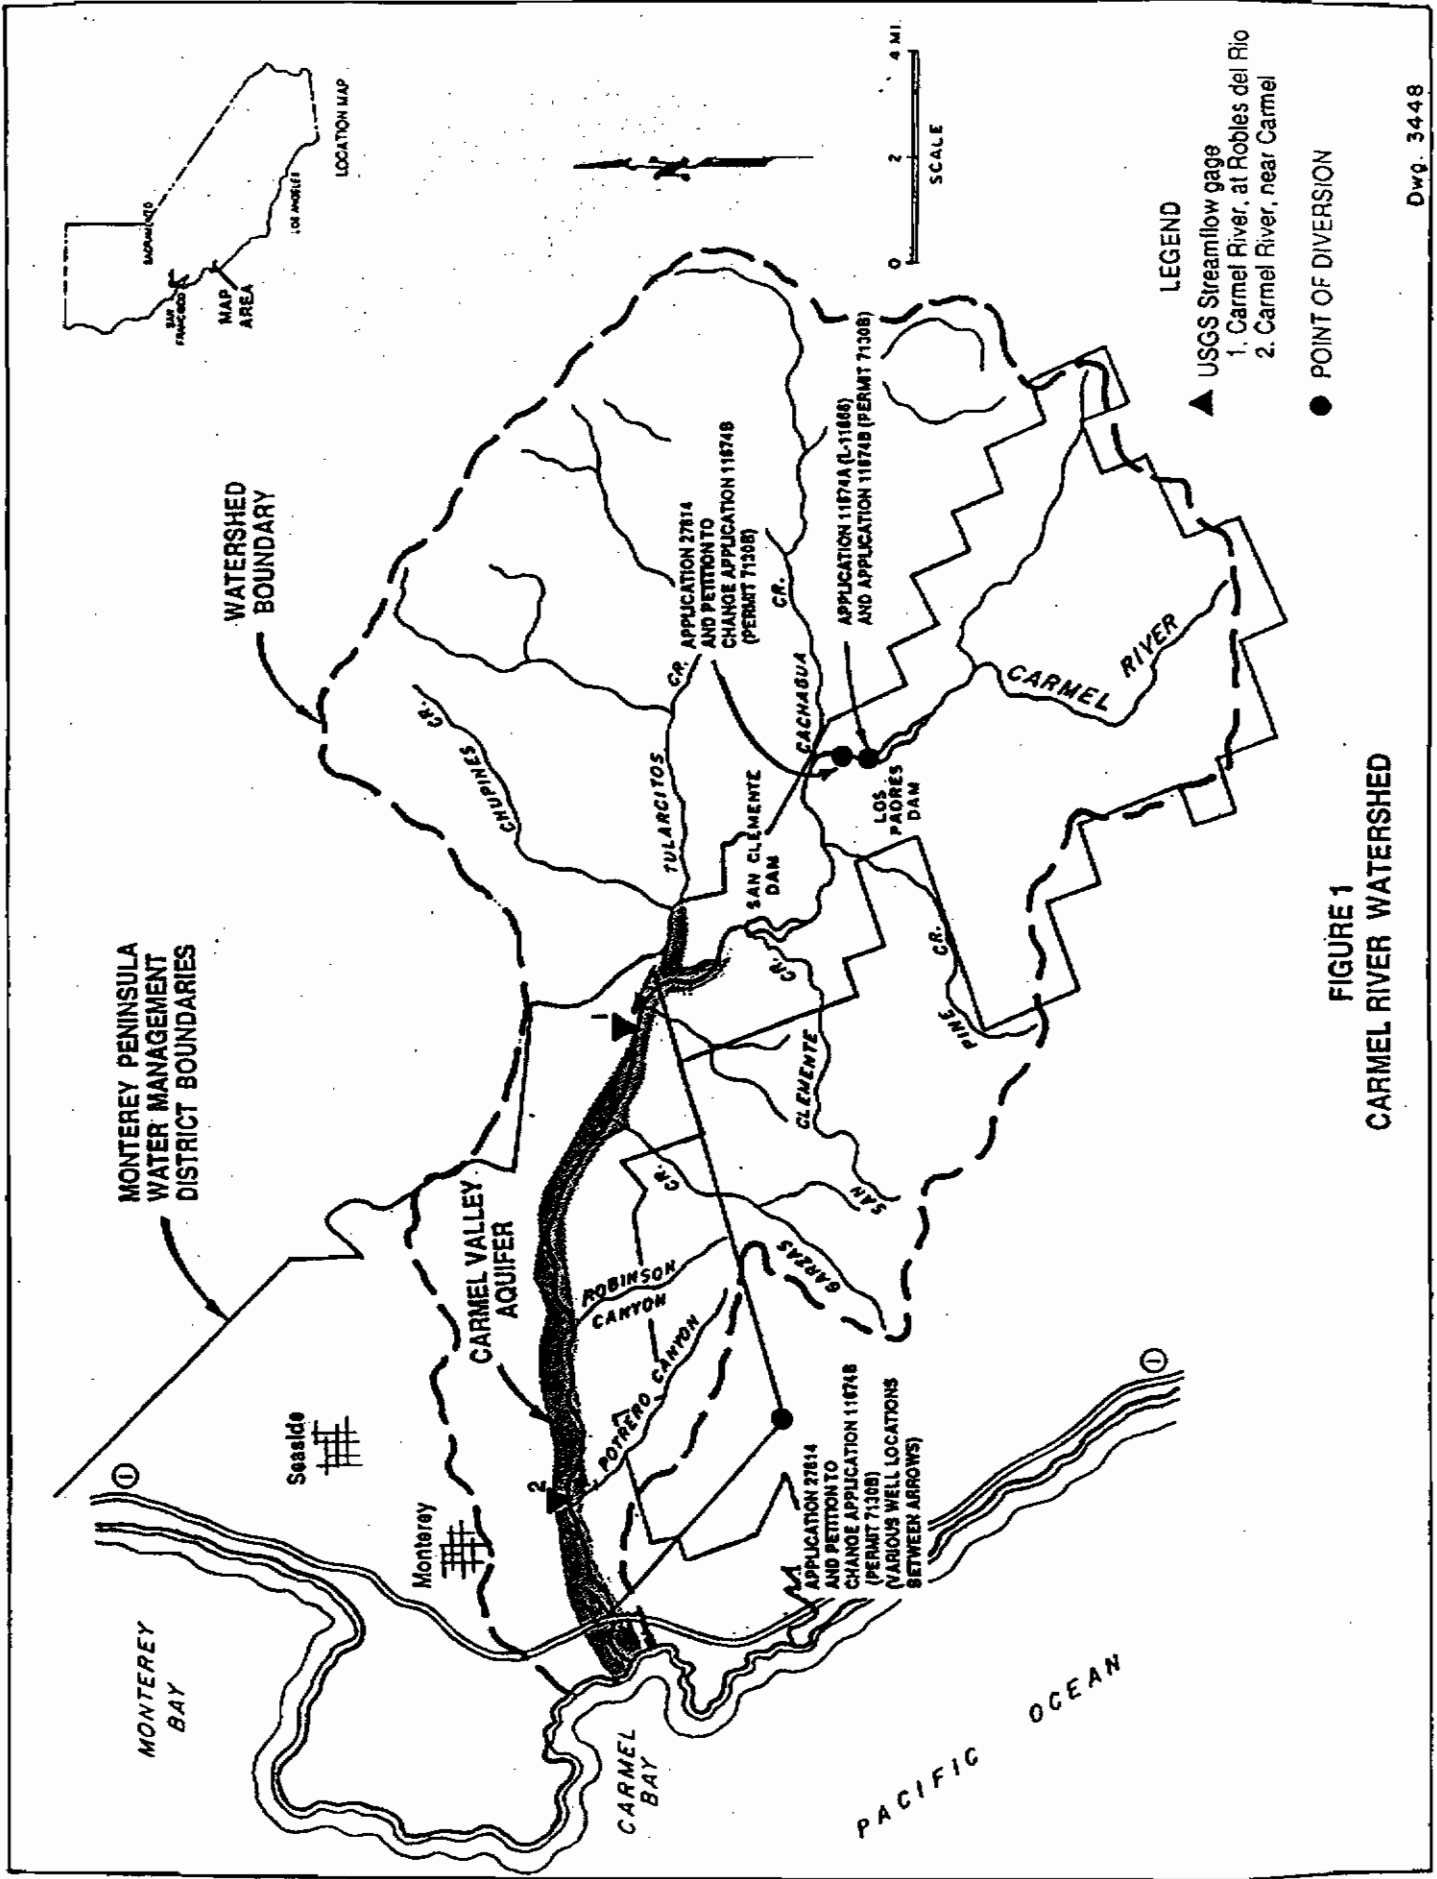 MONTEREY PENINSULA
WATER MANAGEMENT
DISTRICT BOUNDARIES
WATERSHED
BOUNDARY
SAN
FRANCISCO
SACRAMENTO
LOS ANGELES
MAP
AREA
LOCATION MAP
MONTEREY
BAY
1
Seaside
Monterey
CARMEL VALLEY
AQUIFER
2
1
CHUPINES
CR.
TULARCITOS
CR.
APPLICATION 27614
AND PETITION TO
CHANGE APPLICATION 11674B
(PERMIT 7130B)
N
0
2
4 MI.
SCALE
CARMEL
BAY
POTRERO CANYON
ROBINSON
CANYON
GARZAS
CR.
SAN
CLEMENTE
CR.
SAN CLEMENTE
DAM
CACHAGUA
CR.
APPLICATION 11674A (L-11866)
AND APPLICATION 11674B (PERMIT 7130B)
LOS
PADRES
DAM
PINE
CR.
CARMEL
RIVER
APPLICATION 27614
AND PETITION TO
CHANGE APPLICATION 11674B
(PERMIT 7130B)
(VARIOUS WELL LOCATIONS
BETWEEN ARROWS)
1
PACIFIC
OCEAN
LEGEND
USGS Streamflow gage
1. Carmel River, at Robles del Rio
2. Carmel River, near Carmel
POINT OF DIVERSION
FIGURE 1
CARMEL RIVER WATERSHED
Dwg. 3448